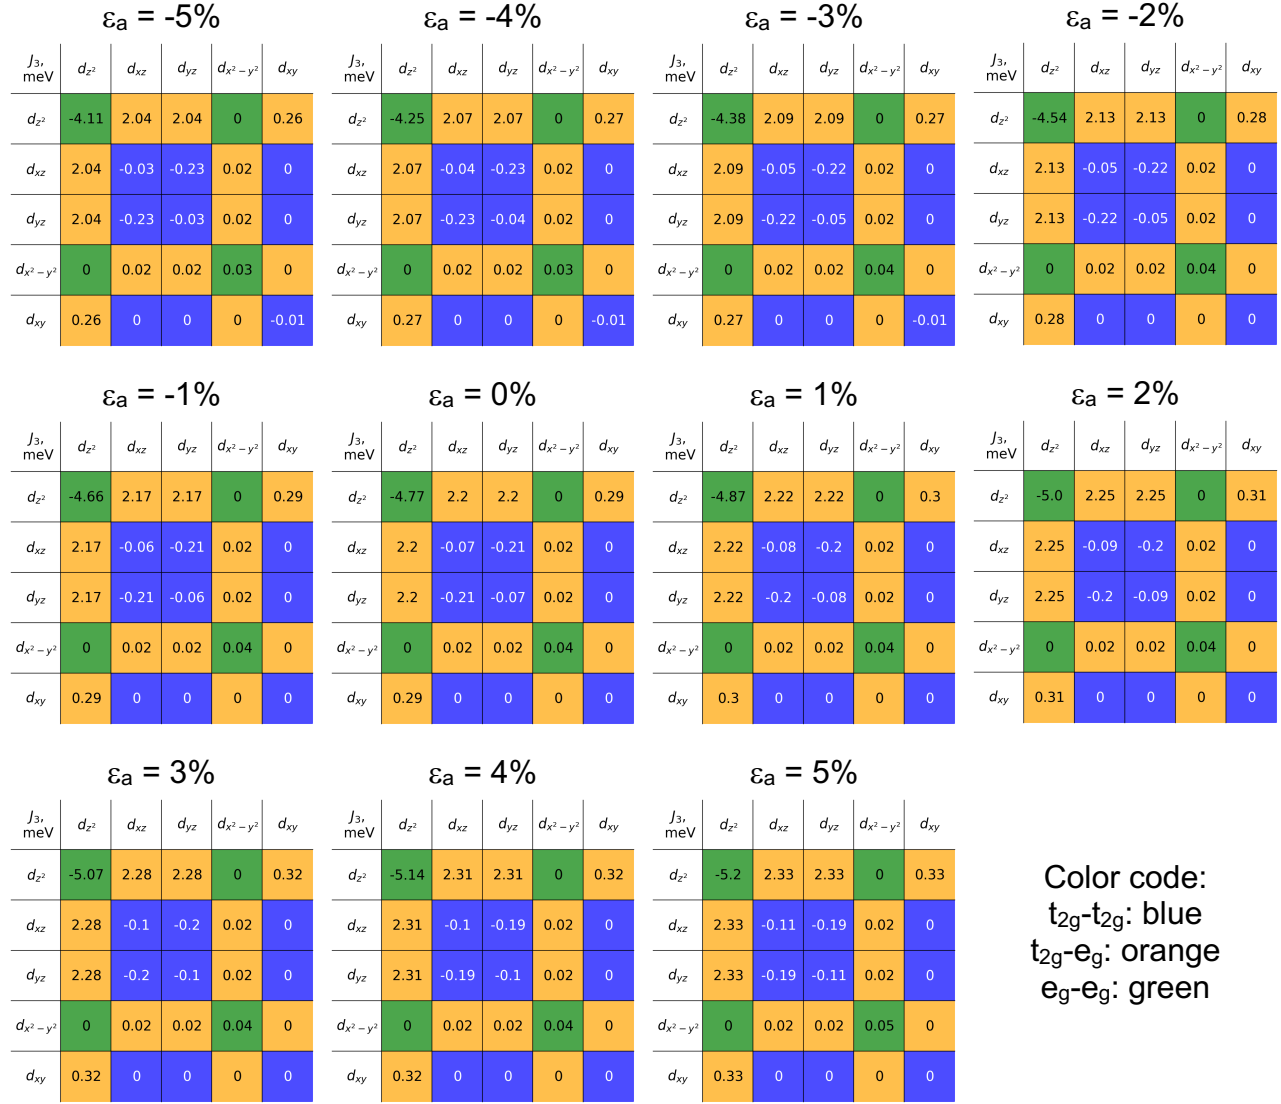 εa = -5%
J3, meV dz² dxz dyz dx²−y² dxy
dz² -4.11 2.04 2.04 0 0.26
dxz 2.04 -0.03 -0.23 0.02 0
dyz 2.04 -0.23 -0.03 0.02 0
dx²−y² 0 0.02 0.02 0.03 0
dxy 0.26 0 0 0 -0.01
εa = -4%
J3, meV dz² dxz dyz dx²−y² dxy
dz² -4.25 2.07 2.07 0 0.27
dxz 2.07 -0.04 -0.23 0.02 0
dyz 2.07 -0.23 -0.04 0.02 0
dx²−y² 0 0.02 0.02 0.03 0
dxy 0.27 0 0 0 -0.01
εa = -3%
J3, meV dz² dxz dyz dx²−y² dxy
dz² -4.38 2.09 2.09 0 0.27
dxz 2.09 -0.05 -0.22 0.02 0
dyz 2.09 -0.22 -0.05 0.02 0
dx²−y² 0 0.02 0.02 0.04 0
dxy 0.27 0 0 0 -0.01
εa = -2%
J3, meV dz² dxz dyz dx²−y² dxy
dz² -4.54 2.13 2.13 0 0.28
dxz 2.13 -0.05 -0.22 0.02 0
dyz 2.13 -0.22 -0.05 0.02 0
dx²−y² 0 0.02 0.02 0.04 0
dxy 0.28 0 0 0 0
εa = -1%
J3, meV dz² dxz dyz dx²−y² dxy
dz² -4.66 2.17 2.17 0 0.29
dxz 2.17 -0.06 -0.21 0.02 0
dyz 2.17 -0.21 -0.06 0.02 0
dx²−y² 0 0.02 0.02 0.04 0
dxy 0.29 0 0 0 0
εa = 0%
J3, meV dz² dxz dyz dx²−y² dxy
dz² -4.77 2.2 2.2 0 0.29
dxz 2.2 -0.07 -0.21 0.02 0
dyz 2.2 -0.21 -0.07 0.02 0
dx²−y² 0 0.02 0.02 0.04 0
dxy 0.29 0 0 0 0
εa = 1%
J3, meV dz² dxz dyz dx²−y² dxy
dz² -4.87 2.22 2.22 0 0.3
dxz 2.22 -0.08 -0.2 0.02 0
dyz 2.22 -0.2 -0.08 0.02 0
dx²−y² 0 0.02 0.02 0.04 0
dxy 0.3 0 0 0 0
εa = 2%
J3, meV dz² dxz dyz dx²−y² dxy
dz² -5.0 2.25 2.25 0 0.31
dxz 2.25 -0.09 -0.2 0.02 0
dyz 2.25 -0.2 -0.09 0.02 0
dx²−y² 0 0.02 0.02 0.04 0
dxy 0.31 0 0 0 0
εa = 3%
J3, meV dz² dxz dyz dx²−y² dxy
dz² -5.07 2.28 2.28 0 0.32
dxz 2.28 -0.1 -0.2 0.02 0
dyz 2.28 -0.2 -0.1 0.02 0
dx²−y² 0 0.02 0.02 0.04 0
dxy 0.32 0 0 0 0
εa = 4%
J3, meV dz² dxz dyz dx²−y² dxy
dz² -5.14 2.31 2.31 0 0.32
dxz 2.31 -0.1 -0.19 0.02 0
dyz 2.31 -0.19 -0.1 0.02 0
dx²−y² 0 0.02 0.02 0.04 0
dxy 0.32 0 0 0 0
εa = 5%
J3, meV dz² dxz dyz dx²−y² dxy
dz² -5.2 2.33 2.33 0 0.33
dxz 2.33 -0.11 -0.19 0.02 0
dyz 2.33 -0.19 -0.11 0.02 0
dx²−y² 0 0.02 0.02 0.05 0
dxy 0.33 0 0 0 0
Color code:
t2g-t2g: blue
t2g-eg: orange
eg-eg: green